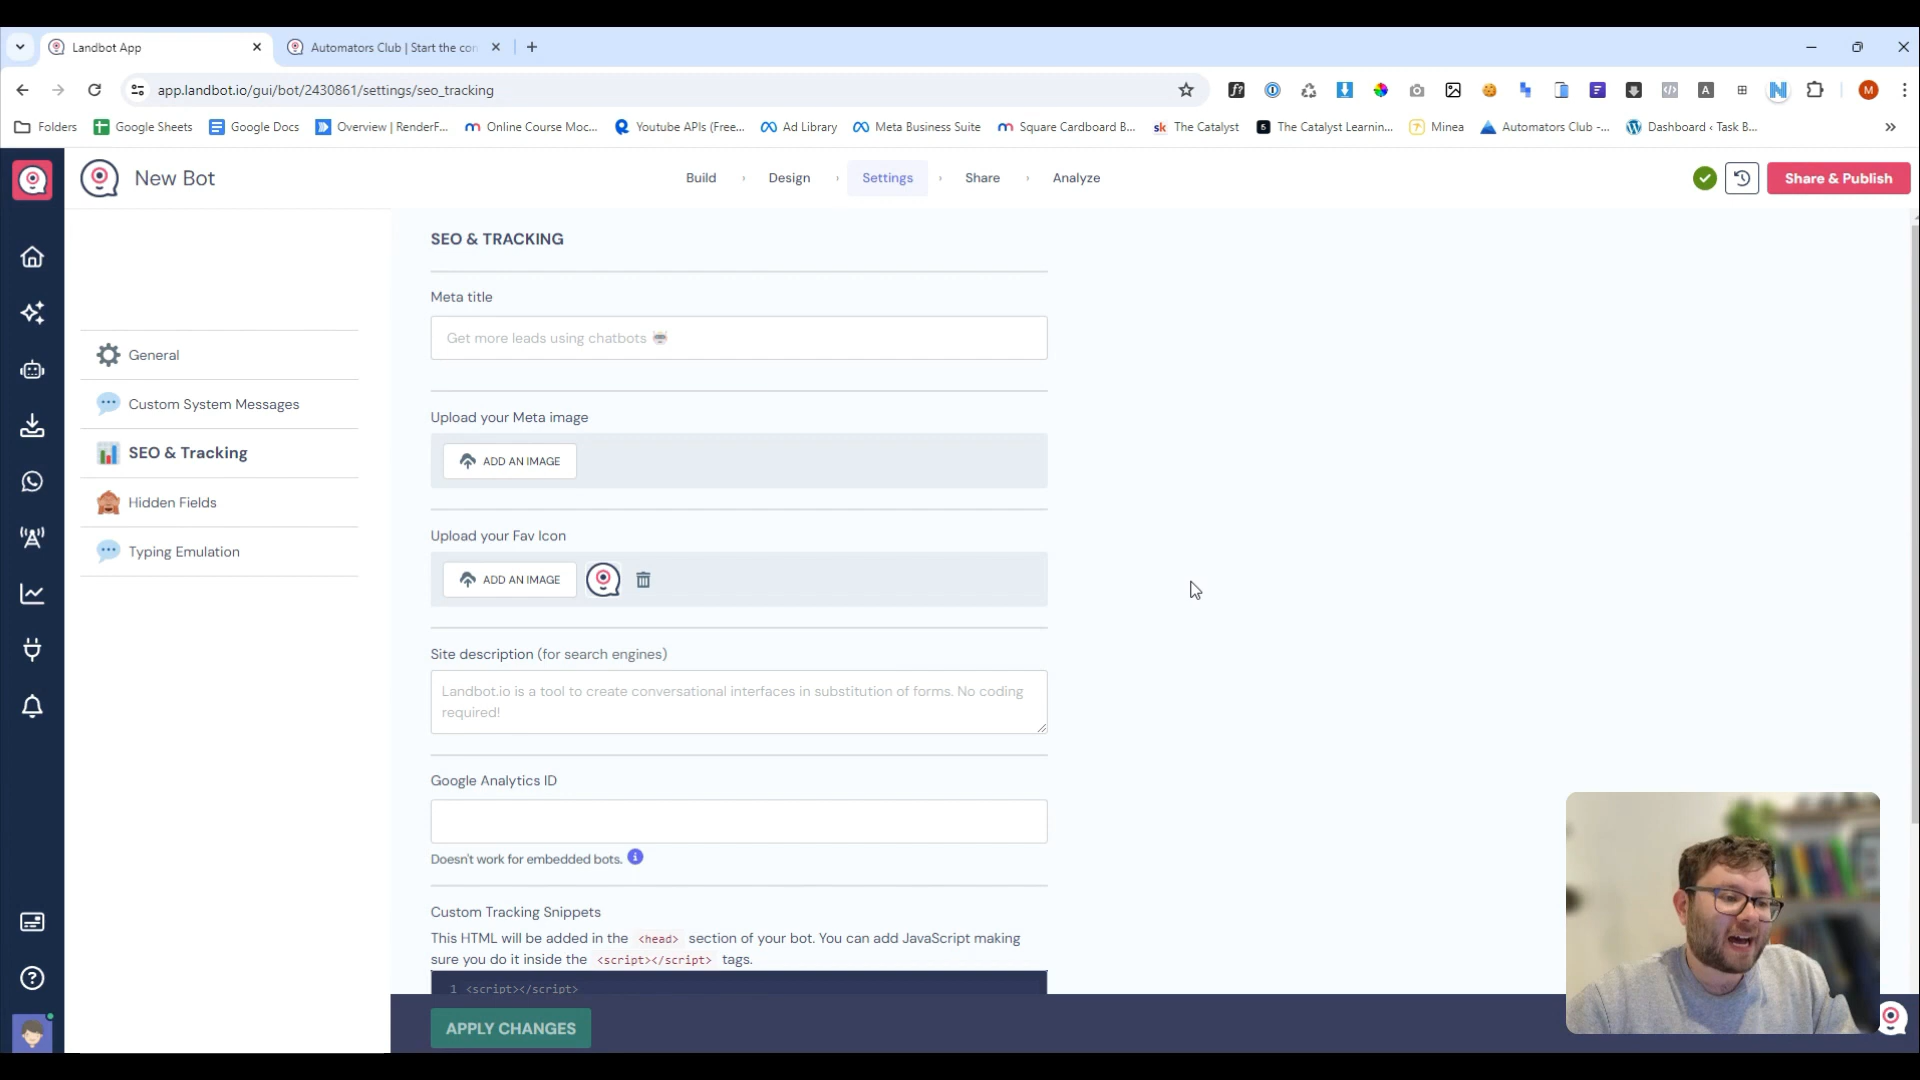 Landbot App
Automators Club | Start the con
app.landbot.io/gui/bot/2430861/settings/seo_tracking
Folders
Google Sheets
Google Docs
Overview | RenderF...
Online Course Moc...
Youtube APIs (Free...
Ad Library
Meta Business Suite
Square Cardboard B...
The Catalyst
The Catalyst Learnin...
Minea
Automators Club -...
Dashboard ‹ Task B...
New Bot
Build
Design
Settings
Share
Analyze
Share & Publish
General
Custom System Messages
SEO & Tracking
Hidden Fields
Typing Emulation
SEO & TRACKING
Meta title
Get more leads using chatbots
Upload your Meta image
ADD AN IMAGE
Upload your Fav Icon
ADD AN IMAGE
Site description (for search engines)
Landbot.io is a tool to create conversational interfaces in substitution of forms. No coding
required!
Google Analytics ID
Doesn't work for embedded bots.
Custom Tracking Snippets
This HTML will be added in the <head> section of your bot. You can add JavaScript making
sure you do it inside the <script></script> tags.
1 <script></script>
APPLY CHANGES